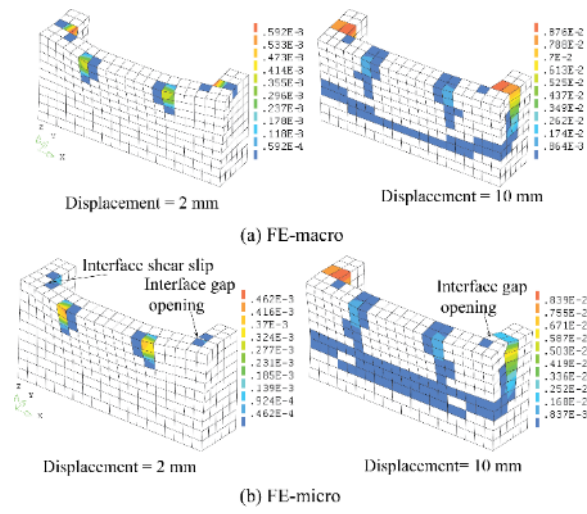 (a)
.592E-3
.533E-3
.473E-3
.414E-3
.355E-3
.296E-3
.237E-3
.178E-3
.118E-3
.592E-4
Z
Y
X
Displacement = 2 mm
.876E-2
.788E-2
.7E-2
.613E-2
.525E-2
.437E-2
.349E-2
.262E-2
.174E-2
.864E-3
Displacement = 10 mm
(a) FE-macro
(b)
Interface shear slip
Interface gap
opening
.462E-3
.416E-3
.37E-3
.324E-3
.277E-3
.231E-3
.185E-3
.139E-3
.924E-4
.462E-4
Z
Y
X
Displacement = 2 mm
Interface gap
opening
.839E-2
.755E-2
.671E-2
.587E-2
.503E-2
.419E-2
.336E-2
.252E-2
.168E-2
.837E-3
Displacement= 10 mm
(b) FE-micro